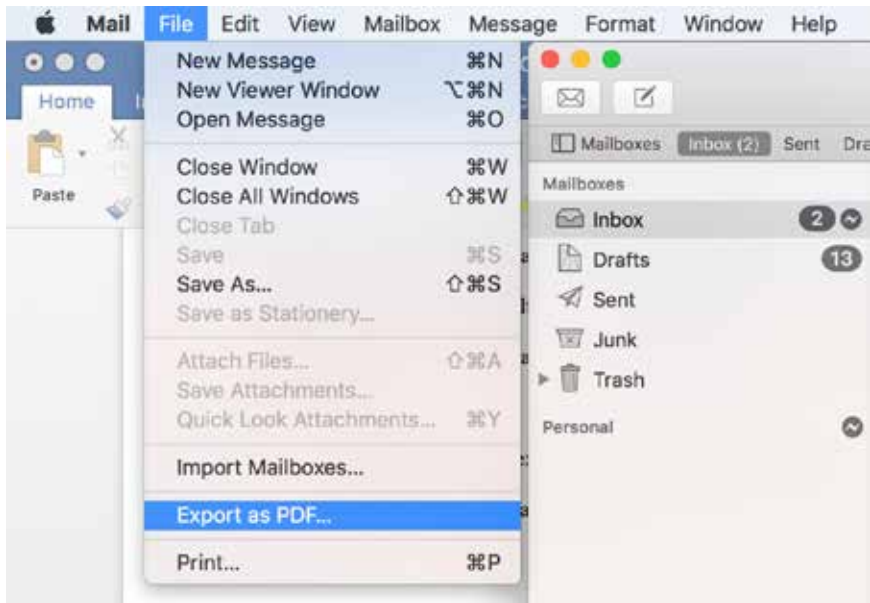 Mail File Edit View Mailbox Message Format Window Help
Home
Paste
New Message ⌘N
New Viewer Window ⌥⌘N
Open Message ⌘O
Close Window ⌘W
Close All Windows ⇧⌘W
Close Tab
Save ⌘S
Save As... ⇧⌘S
Save as Stationery...
Attach Files... ⇧⌘A
Save Attachments...
Quick Look Attachments... ⌘Y
Import Mailboxes...
Export as PDF...
Print... ⌘P
Mailboxes Inbox (2) Sent Dra
Mailboxes
Inbox 2
Drafts 13
Sent
Junk
Trash
Personal